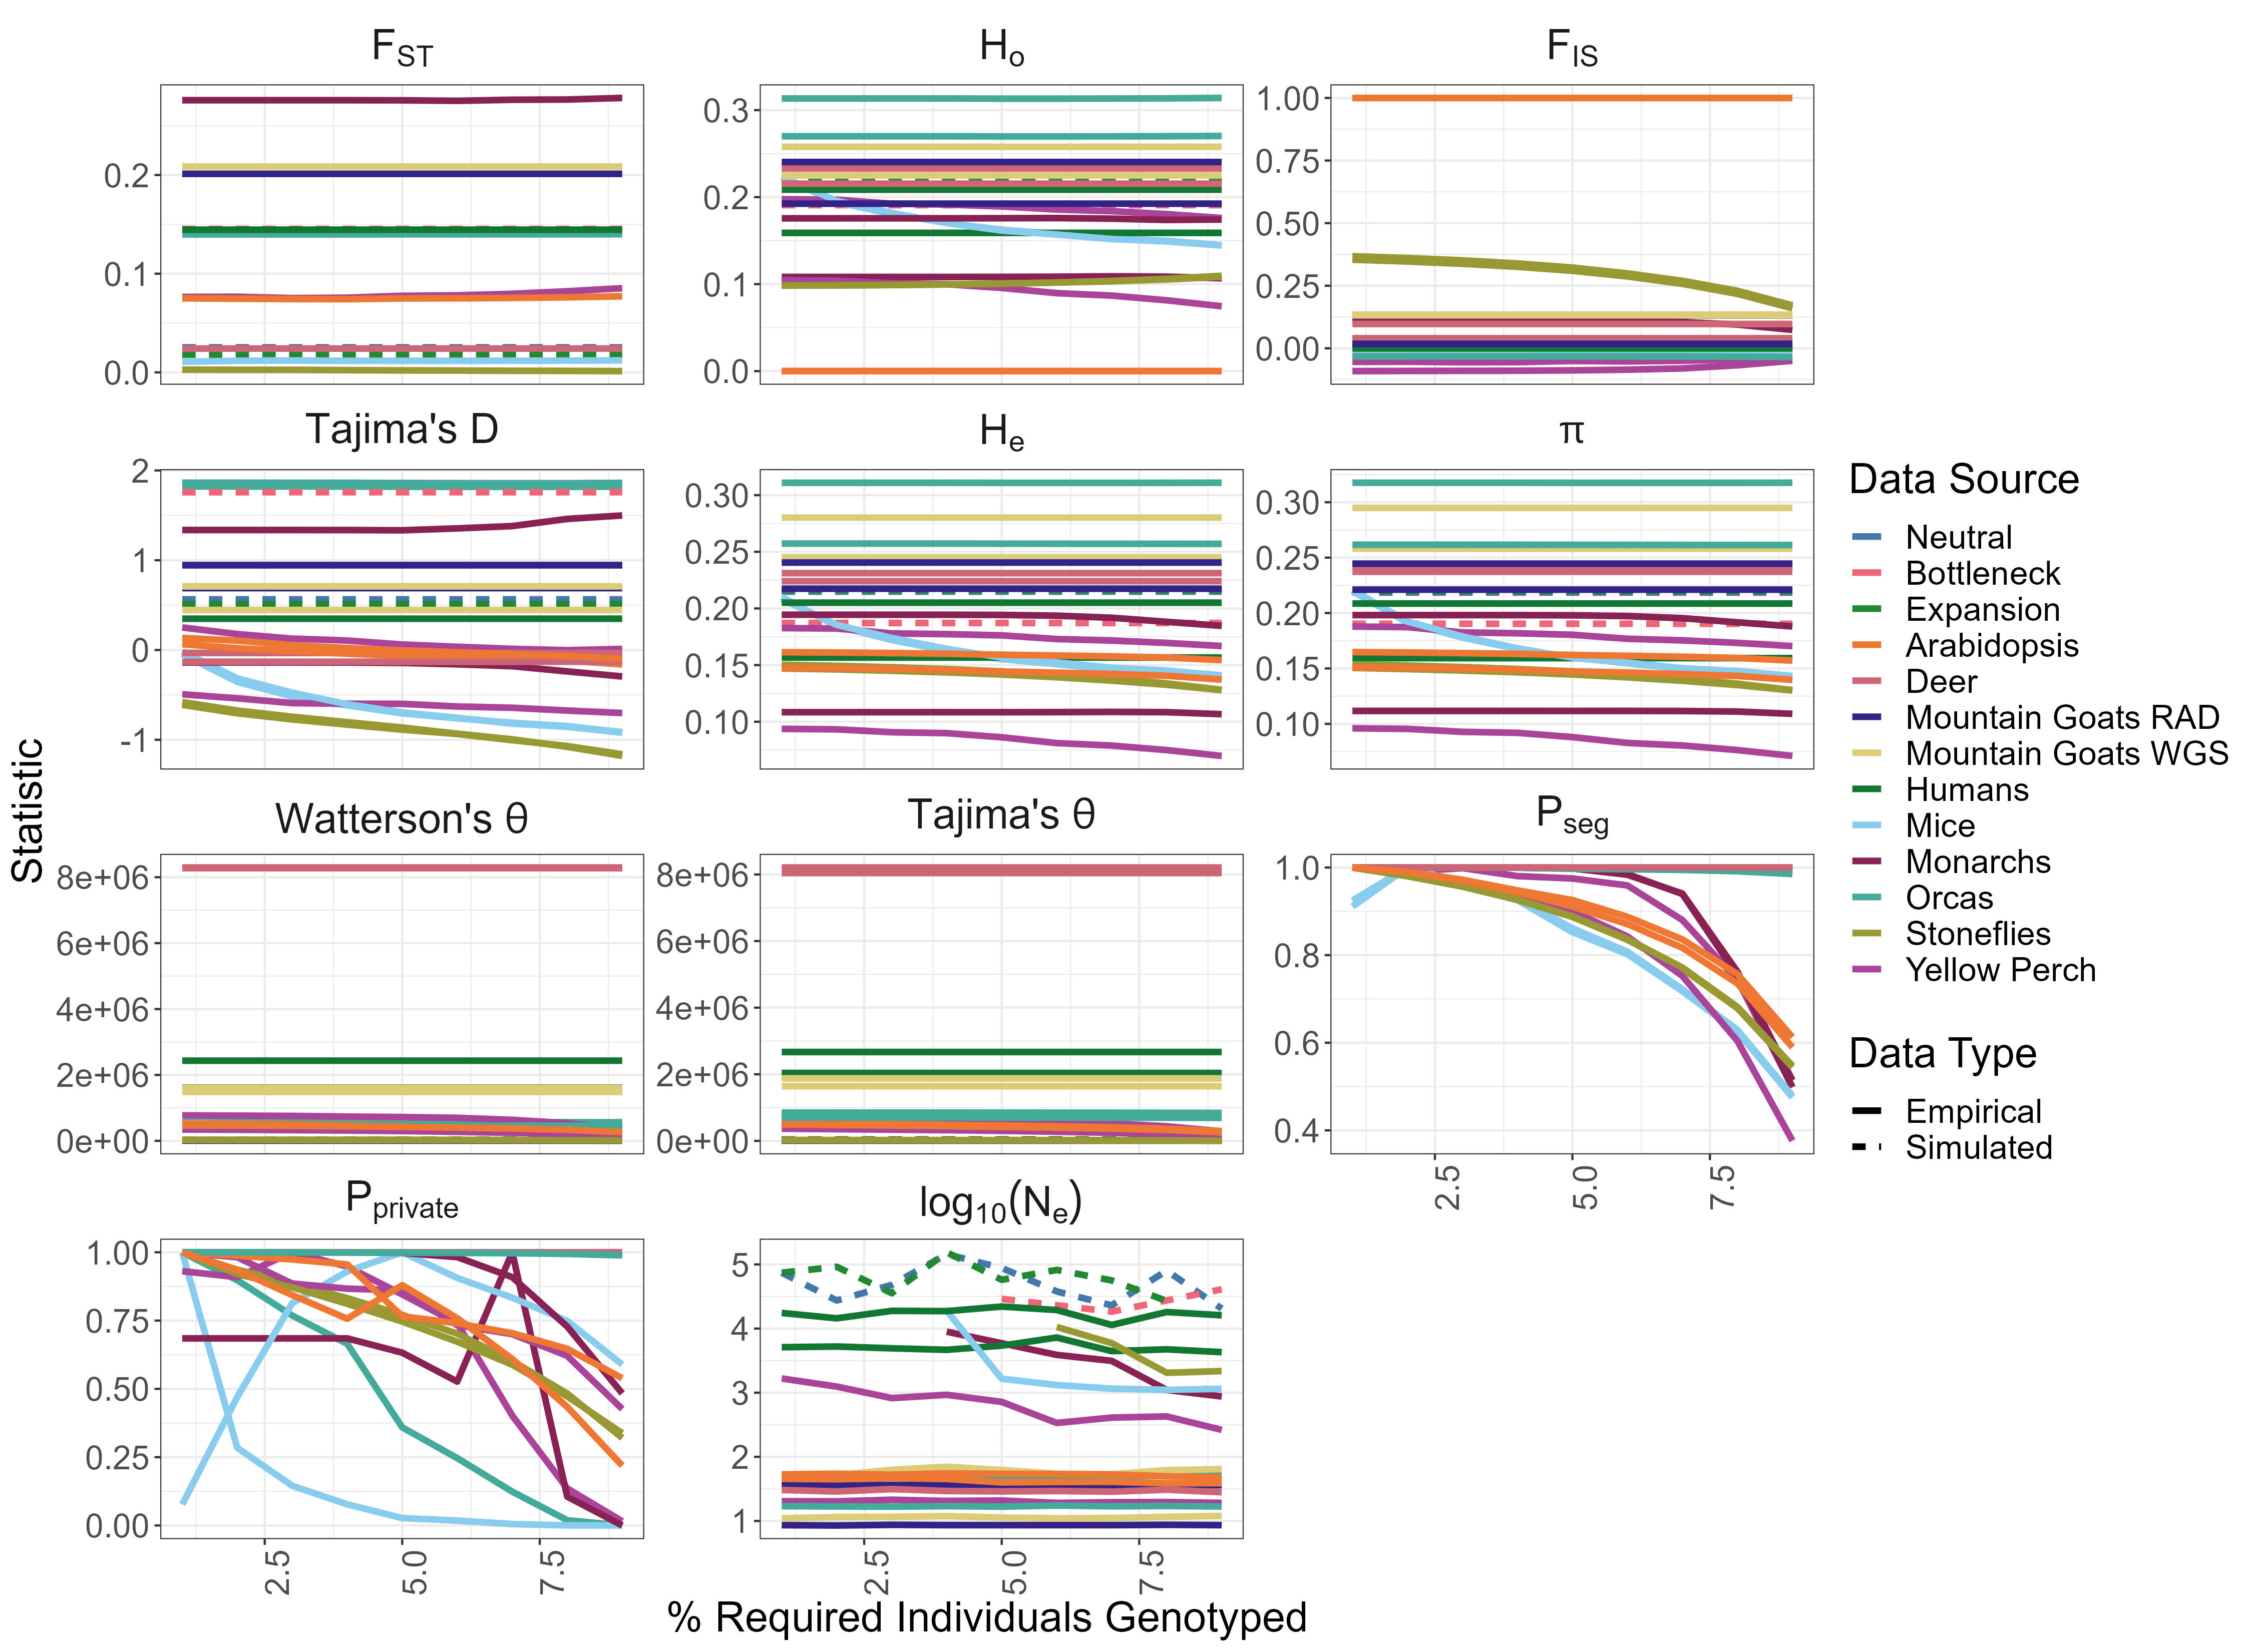 F_ST
H_o
F_IS
0.2
0.1
0.0
0.3
0.2
0.1
0.0
1.00
0.75
0.50
0.25
0.00
Tajima's D
H_e
π
2
1
0
-1
0.30
0.25
0.20
0.15
0.10
0.30
0.25
0.20
0.15
0.10
Statistic
Watterson's θ
Tajima's θ
P_seg
8e+06
6e+06
4e+06
2e+06
0e+00
8e+06
6e+06
4e+06
2e+06
0e+00
1.0
0.8
0.6
0.4
2.5
5.0
7.5
P_private
log₁₀(N_e)
1.00
0.75
0.50
0.25
0.00
2.5
5.0
7.5
5
4
3
2
1
2.5
5.0
7.5
% Required Individuals Genotyped
Data Source
Neutral
Bottleneck
Expansion
Arabidopsis
Deer
Mountain Goats RAD
Mountain Goats WGS
Humans
Mice
Monarchs
Orcas
Stoneflies
Yellow Perch
Data Type
Empirical
Simulated